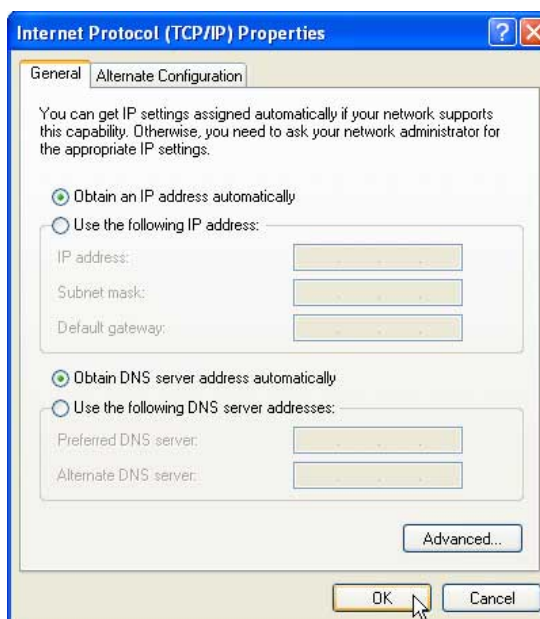 Internet Protocol (TCP/IP) Properties
General
Alternate Configuration
You can get IP settings assigned automatically if your network supports
this capability. Otherwise, you need to ask your network administrator for
the appropriate IP settings.
Obtain an IP address automatically
Use the following IP address:
IP address:
Subnet mask:
Default gateway:
Obtain DNS server address automatically
Use the following DNS server addresses:
Preferred DNS server:
Alternate DNS server:
Advanced...
OK
Cancel